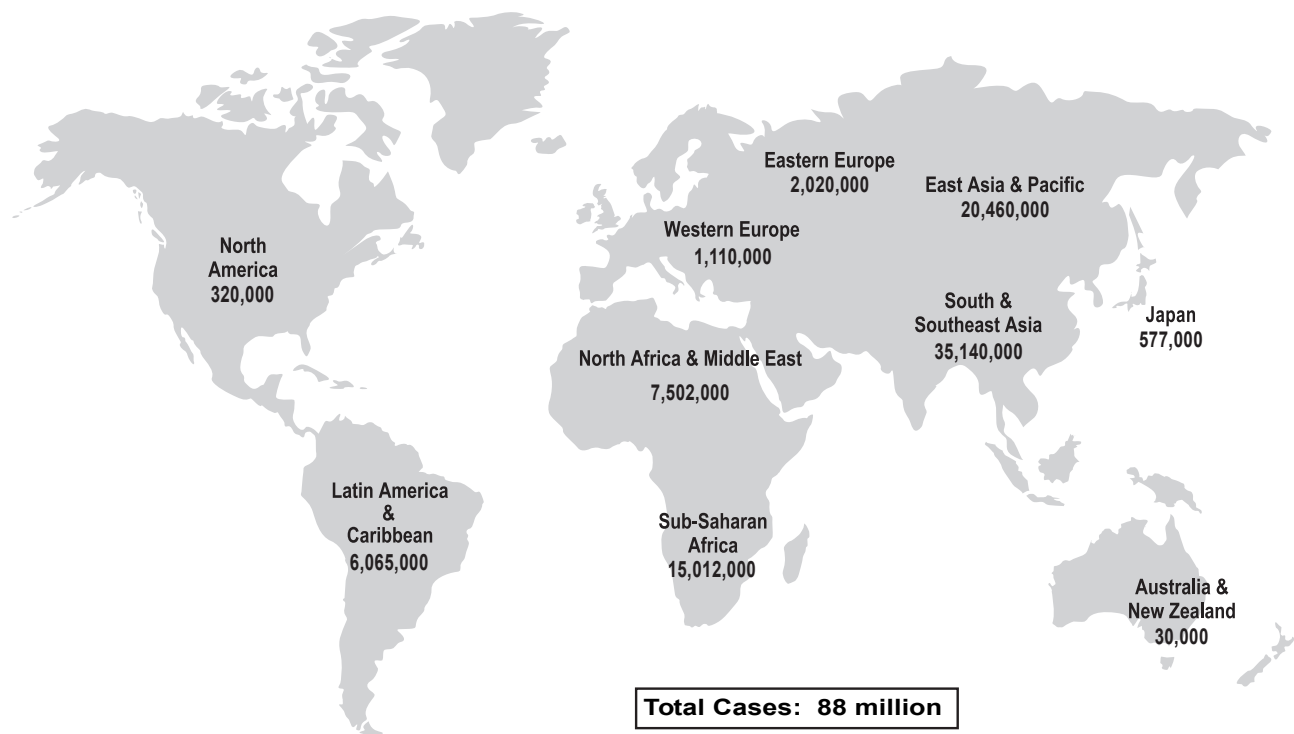 Eastern Europe
2,020,000
East Asia & Pacific
20,460,000
Western Europe
1,110,000
North
America
320,000
South &
Southeast Asia
35,140,000
Japan
577,000
North Africa & Middle East
7,502,000
Latin America
&
Caribbean
6,065,000
Sub-Saharan
Africa
15,012,000
Australia &
New Zealand
30,000
Total Cases: 88 million